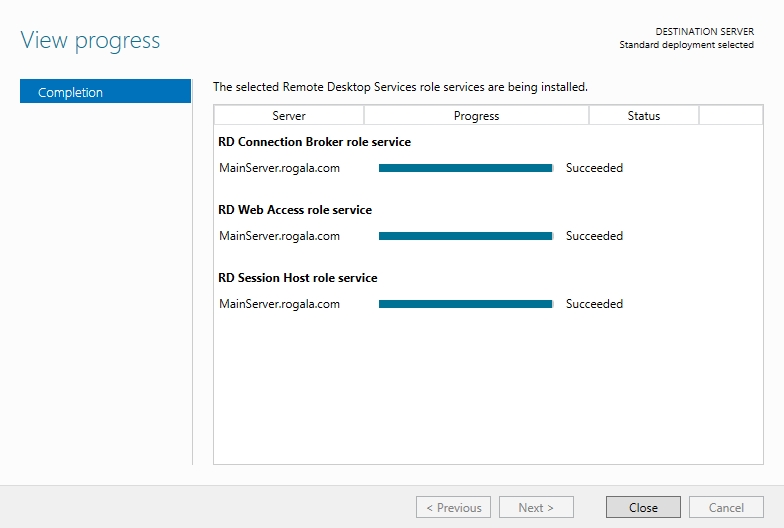 View progress
DESTINATION SERVER
Standard deployment selected
Completion
The selected Remote Desktop Services role services are being installed.
Server Progress Status
RD Connection Broker role service
MainServer.rogala.com Succeeded
RD Web Access role service
MainServer.rogala.com Succeeded
RD Session Host role service
MainServer.rogala.com Succeeded
< Previous Next > Close Cancel